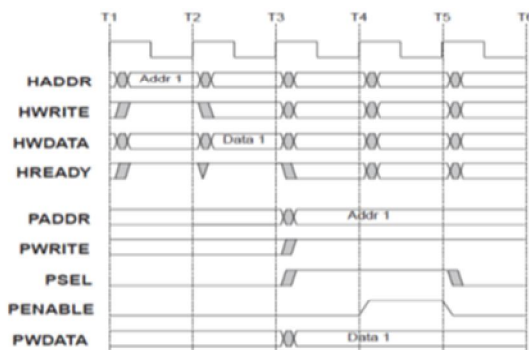 T1 T2 T3 T4 T5 T6
HADDR Addr 1
HWRITE
HWDATA Data 1
HREADY
PADDR Addr 1
PWRITE
PSEL
PENABLE
PWDATA Data 1